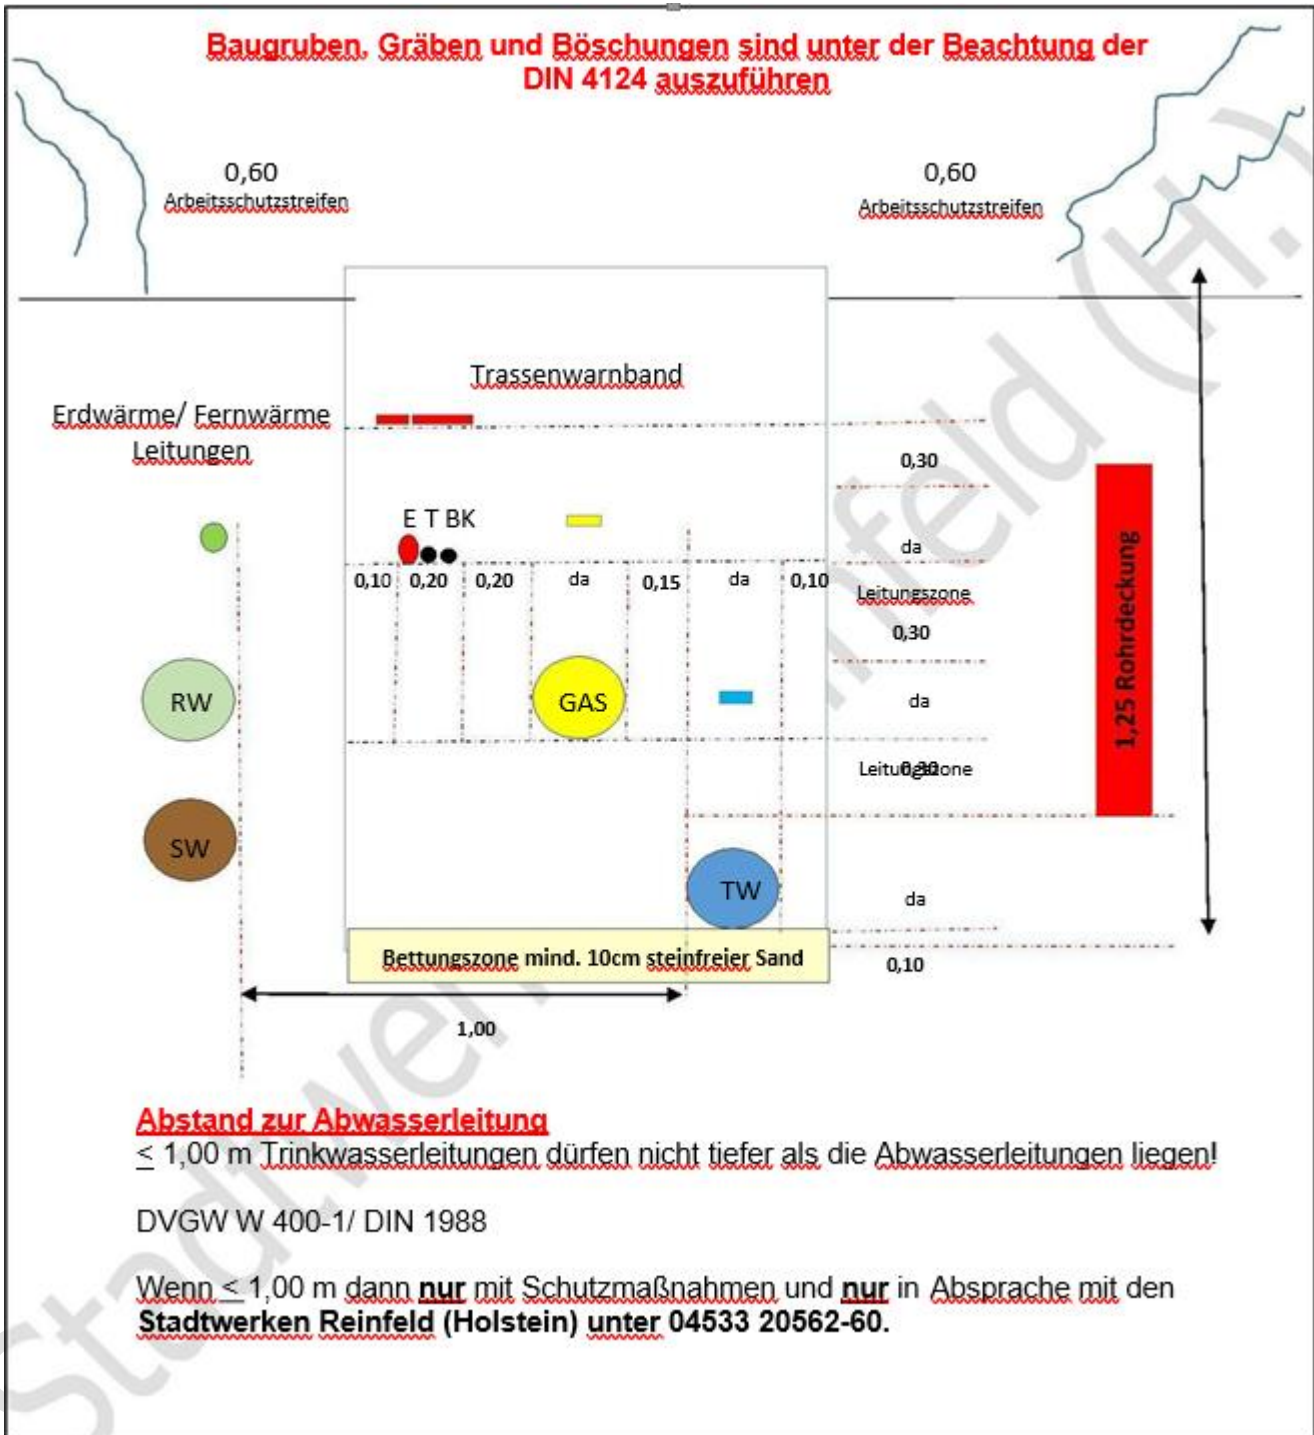 Baugruben, Gräben und Böschungen sind unter der Beachtung der
DIN 4124 auszuführen
0,60
Arbeitsschutzstreifen
0,60
Arbeitsschutzstreifen
Trassenwarnband
Erdwärme/ Fernwärme
Leitungen
0,30
E T BK
da
0,10 0,20 0,20 da 0,15 da 0,10
Leitungszone
0,30
1,25 Rohrdeckung
RW
GAS
da
Leitungszone
0,30
SW
TW
da
Bettungszone mind. 10cm steinfreier Sand
0,10
1,00
Abstand zur Abwasserleitung
≤ 1,00 m Trinkwasserleitungen dürfen nicht tiefer als die Abwasserleitungen liegen!
DVGW W 400-1/ DIN 1988
Wenn ≤ 1,00 m dann nur mit Schutzmaßnahmen und nur in Absprache mit den
Stadtwerken Reinfeld (Holstein) unter 04533 20562-60.